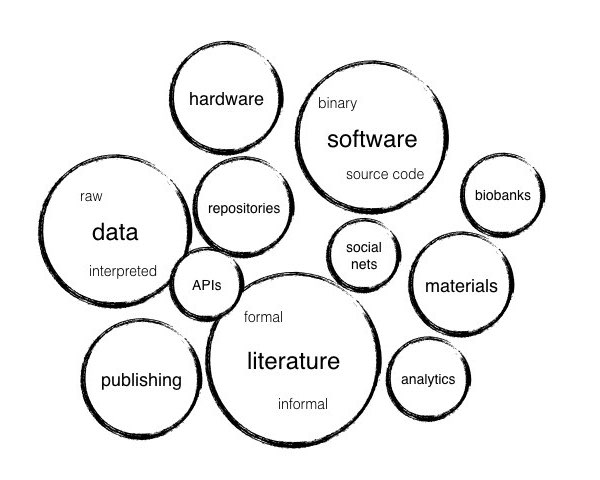 hardware
binary
software
source code
raw
data
interpreted
repositories
biobanks
social
nets
APIs
materials
formal
literature
informal
publishing
analytics